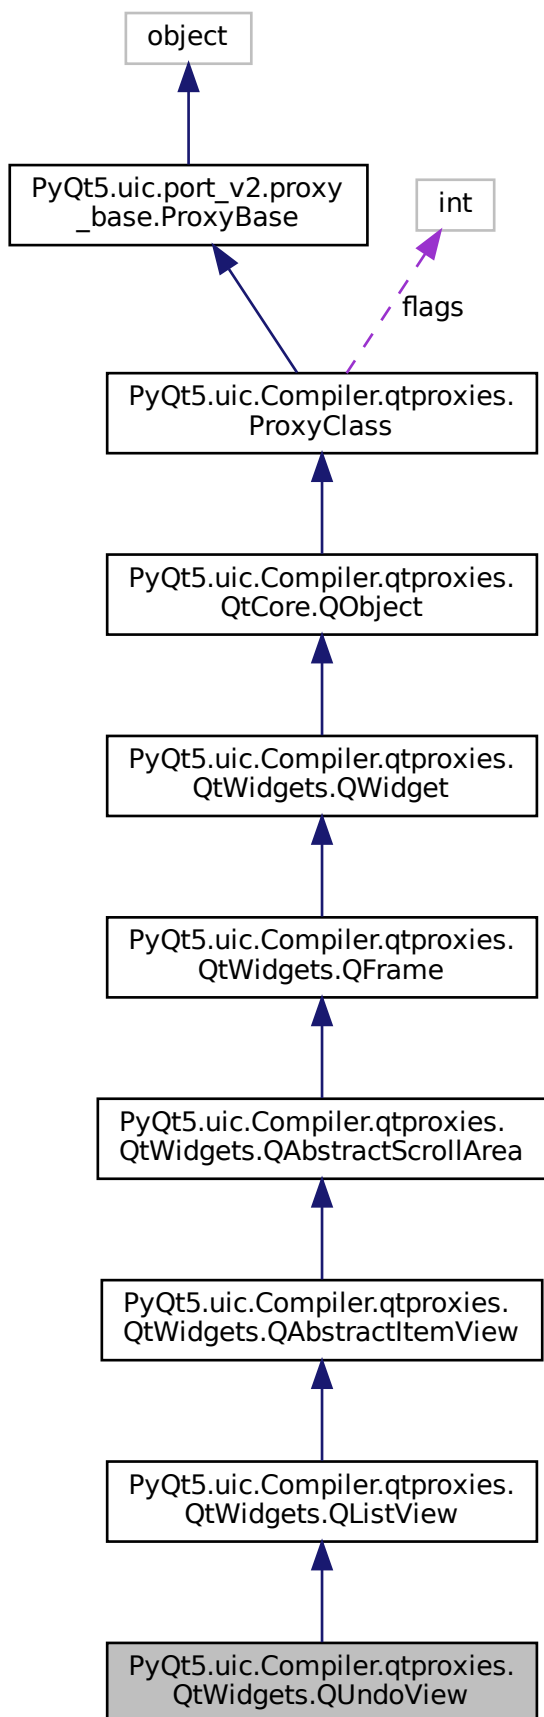 object
PyQt5.uic.port_v2.proxy
_base.ProxyBase
int
flags
PyQt5.uic.Compiler.qtproxies.
ProxyClass
PyQt5.uic.Compiler.qtproxies.
QtCore.QObject
PyQt5.uic.Compiler.qtproxies.
QtWidgets.QWidget
PyQt5.uic.Compiler.qtproxies.
QtWidgets.QFrame
PyQt5.uic.Compiler.qtproxies.
QtWidgets.QAbstractScrollArea
PyQt5.uic.Compiler.qtproxies.
QtWidgets.QAbstractItemView
PyQt5.uic.Compiler.qtproxies.
QtWidgets.QListView
PyQt5.uic.Compiler.qtproxies.
QtWidgets.QUndoView